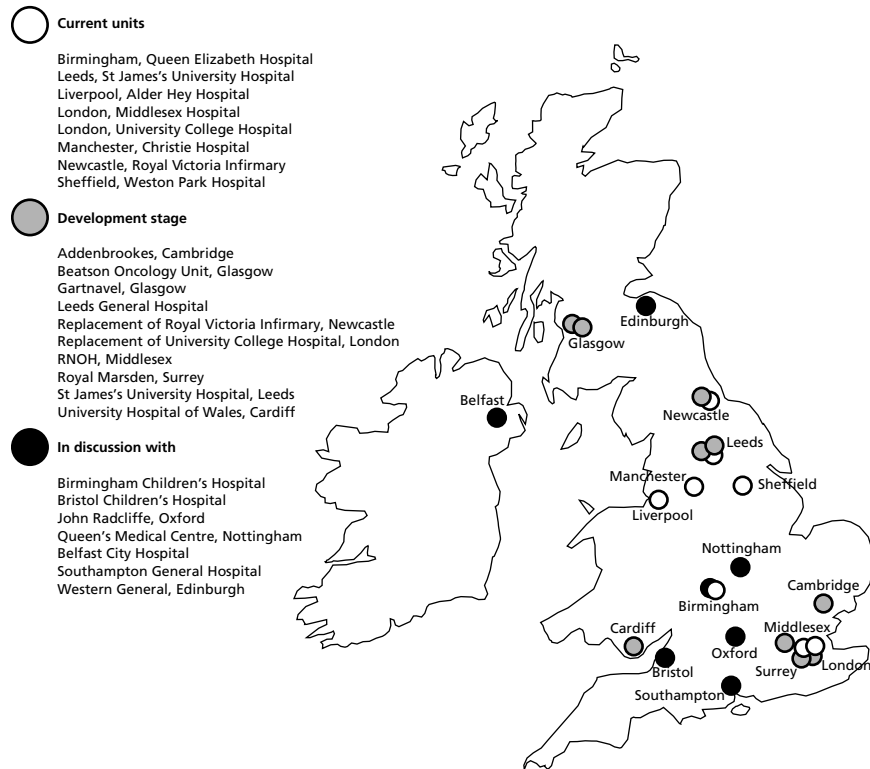 Current units
Birmingham, Queen Elizabeth Hospital
Leeds, St James's University Hospital
Liverpool, Alder Hey Hospital
London, Middlesex Hospital
London, University College Hospital
Manchester, Christie Hospital
Newcastle, Royal Victoria Infirmary
Sheffield, Weston Park Hospital
Development stage
Addenbrookes, Cambridge
Beatson Oncology Unit, Glasgow
Gartnavel, Glasgow
Leeds General Hospital
Replacement of Royal Victoria Infirmary, Newcastle
Replacement of University College Hospital, London
RNOH, Middlesex
Royal Marsden, Surrey
St James's University Hospital, Leeds
University Hospital of Wales, Cardiff
In discussion with
Birmingham Children's Hospital
Bristol Children's Hospital
John Radcliffe, Oxford
Queen's Medical Centre, Nottingham
Belfast City Hospital
Southampton General Hospital
Western General, Edinburgh
Edinburgh
Glasgow
Belfast
Newcastle
Leeds
Manchester
Sheffield
Liverpool
Nottingham
Cambridge
Birmingham
Cardiff
Middlesex
Oxford
London
Surrey
Bristol
Southampton